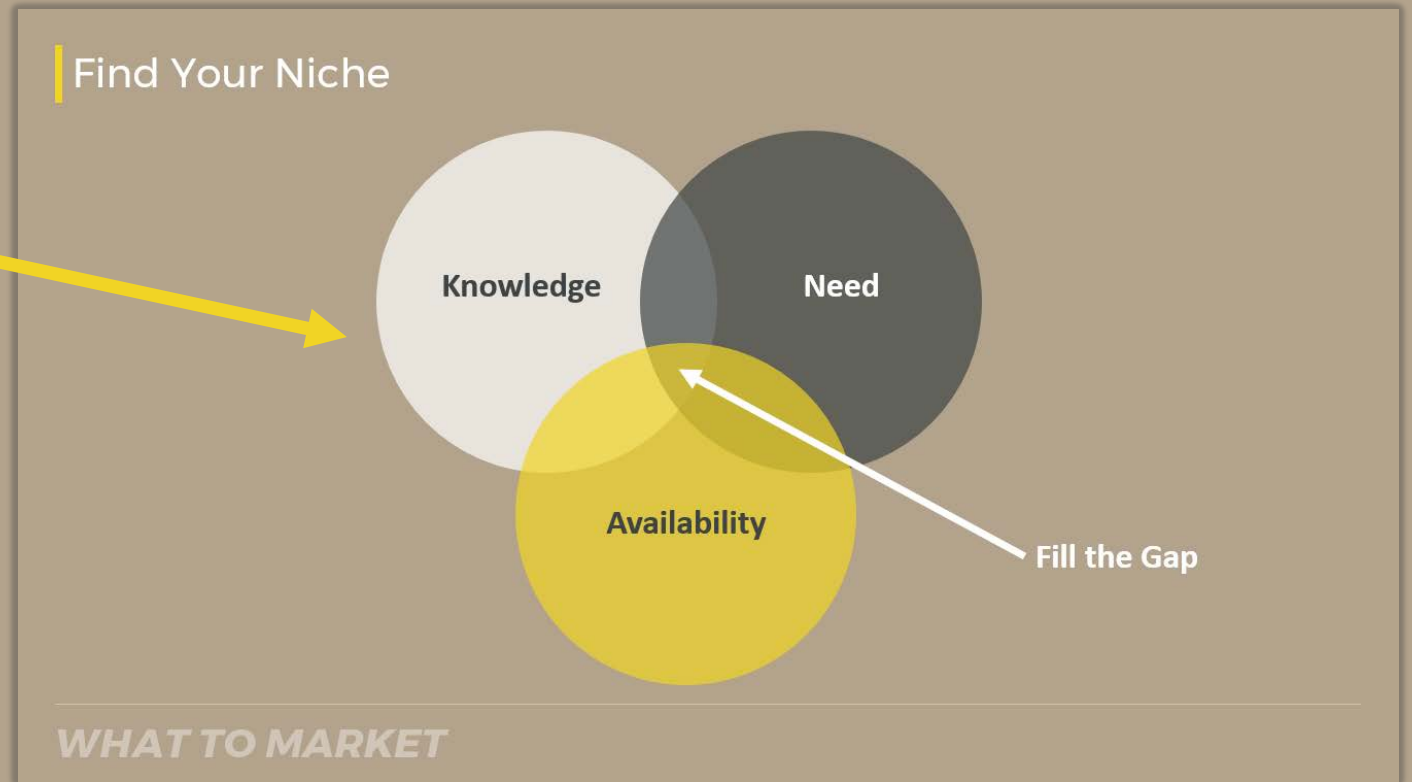 Find Your Niche
Knowledge
Need
Availability
Fill the Gap
WHAT TO MARKET